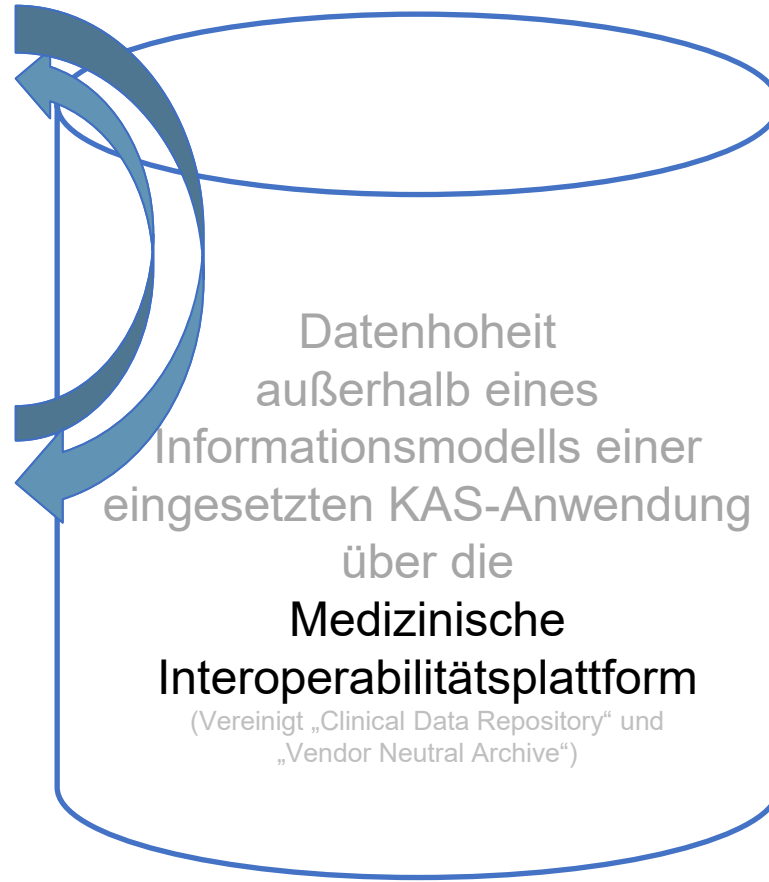 Datenhoheit
außerhalb eines
Informationsmodells einer
eingesetzten KAS-Anwendung
über die
Medizinische
Interoperabilitätsplattform
(Vereinigt „Clinical Data Repository“ und
„Vendor Neutral Archive“)